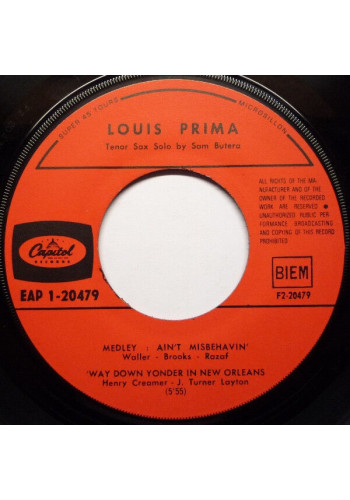 SUPER 45 TOURS
MICROSILLON
LOUIS PRIMA
Tenor Sax Solo by Sam Butera
ALL RIGHTS OF THE MA-
NUFACTURER AND OF THE
OWNER OF THE RECORDED
WORK ARE RESERVED •
UNAUTHORIZED PUBLIC PER-
FORMANCE BROADCASTING
AND COPYING OF THIS RECORD
PROHIBITED
Capitol
RECORDS
BIEM
EAP 1-20479
F2-20479
MEDLEY : AIN'T MISBEHAVIN'
Waller - Brooks - Razaf
'WAY DOWN YONDER IN NEW ORLEANS
Henry Creamer - J. Turner Layton
(5'55)